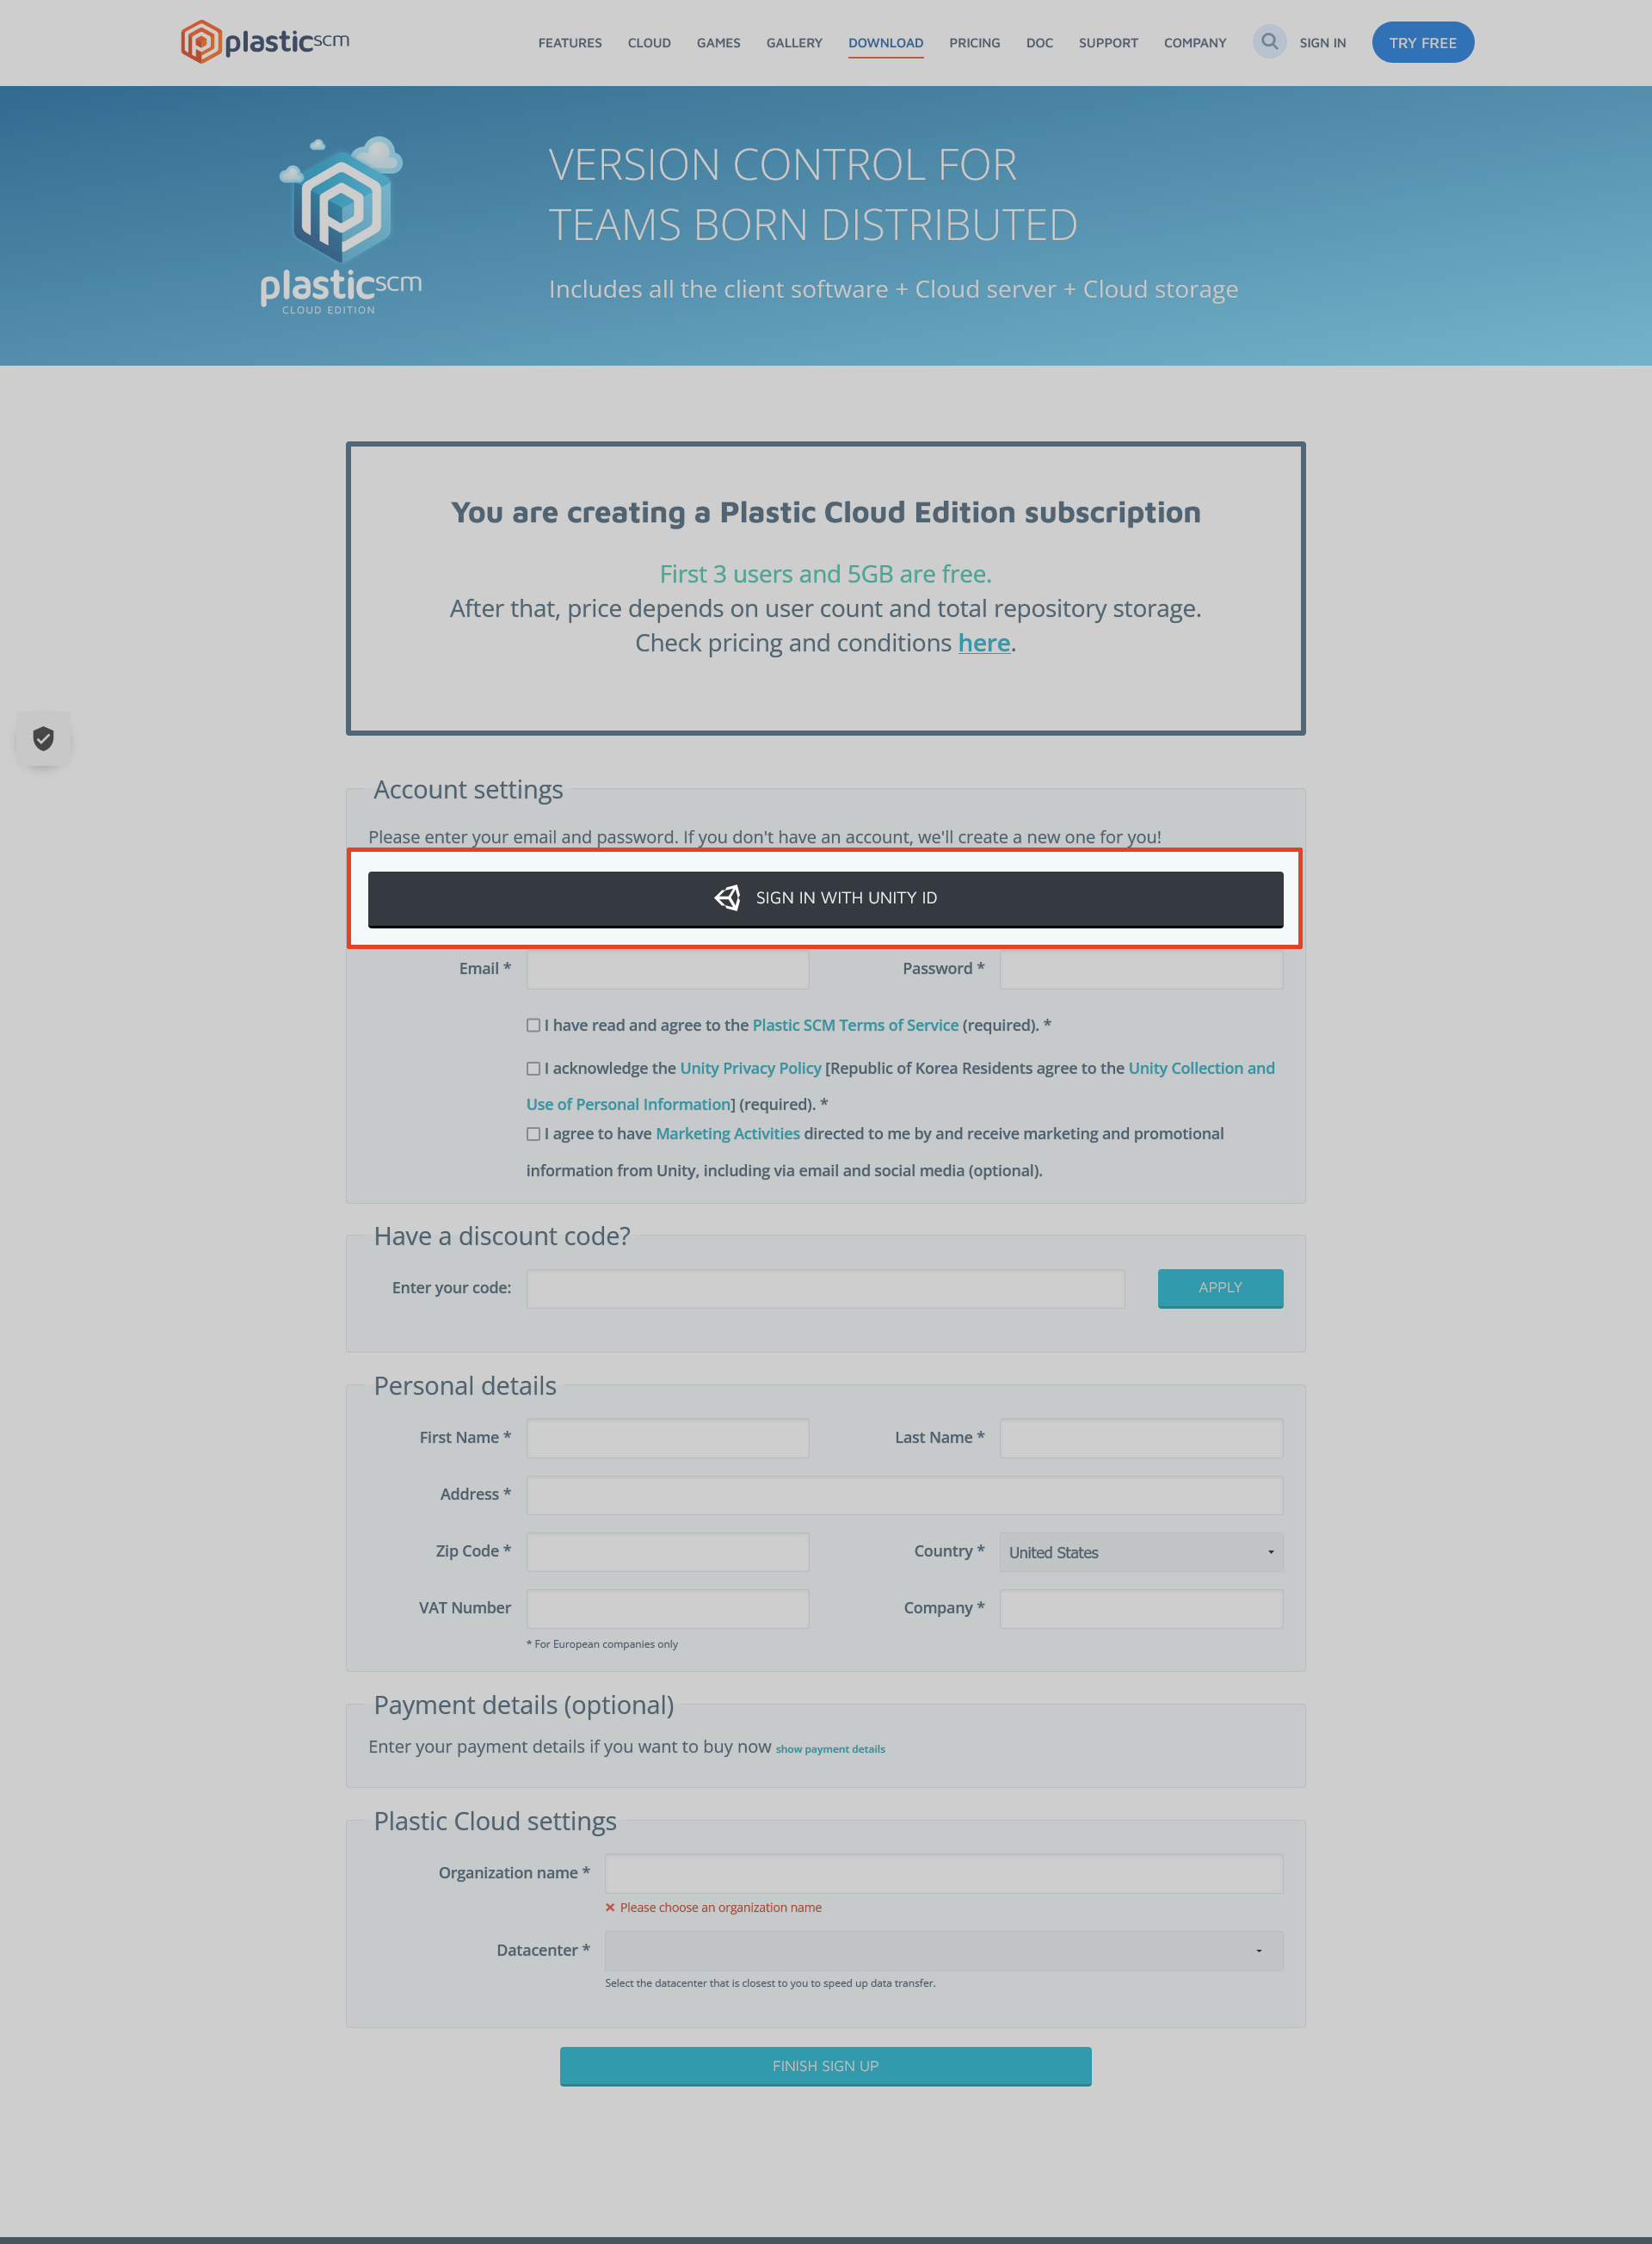 plasticscm
FEATURES CLOUD GAMES GALLERY DOWNLOAD PRICING DOC SUPPORT COMPANY SIGN IN TRY FREE
VERSION CONTROL FOR
TEAMS BORN DISTRIBUTED
Includes all the client software + Cloud server + Cloud storage
plasticscm
CLOUD EDITION
You are creating a Plastic Cloud Edition subscription
First 3 users and 5GB are free.
After that, price depends on user count and total repository storage.
Check pricing and conditions here.
Account settings
Please enter your email and password. If you don't have an account, we'll create a new one for you!
SIGN IN WITH UNITY ID
Email * Password *
I have read and agree to the Plastic SCM Terms of Service (required). *
I acknowledge the Unity Privacy Policy [Republic of Korea Residents agree to the Unity Collection and
Use of Personal Information] (required). *
I agree to have Marketing Activities directed to me by and receive marketing and promotional
information from Unity, including via email and social media (optional).
Have a discount code?
Enter your code: APPLY
Personal details
First Name * Last Name *
Address *
Zip Code * Country * United States
VAT Number Company *
* For European companies only
Payment details (optional)
Enter your payment details if you want to buy now show payment details
Plastic Cloud settings
Organization name *
Please choose an organization name
Datacenter *
Select the datacenter that is closest to you to speed up data transfer.
FINISH SIGN UP